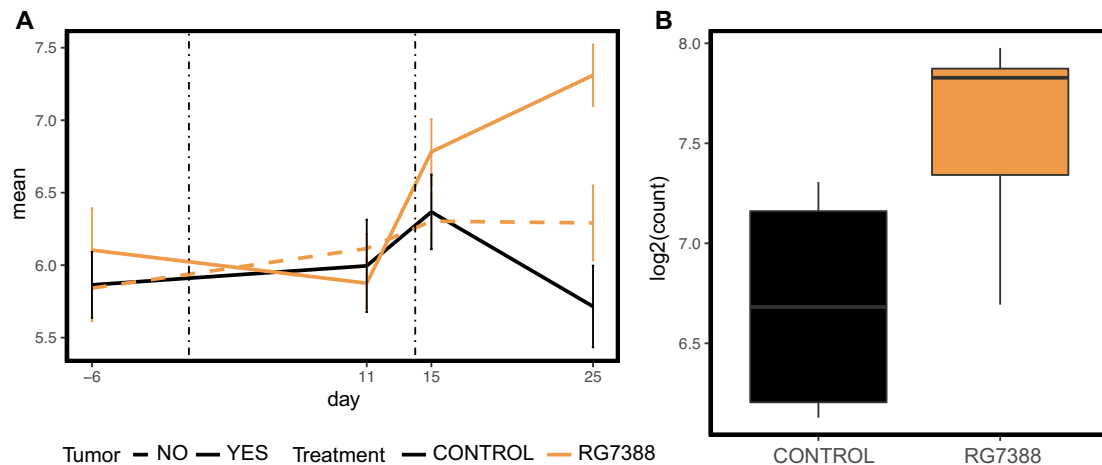 A
mean
7.5
7.0
6.5
6.0
5.5
−6
11
15
25
day
Tumor NO YES Treatment CONTROL RG7388
B
log2(count)
8.0
7.5
7.0
6.5
CONTROL
RG7388